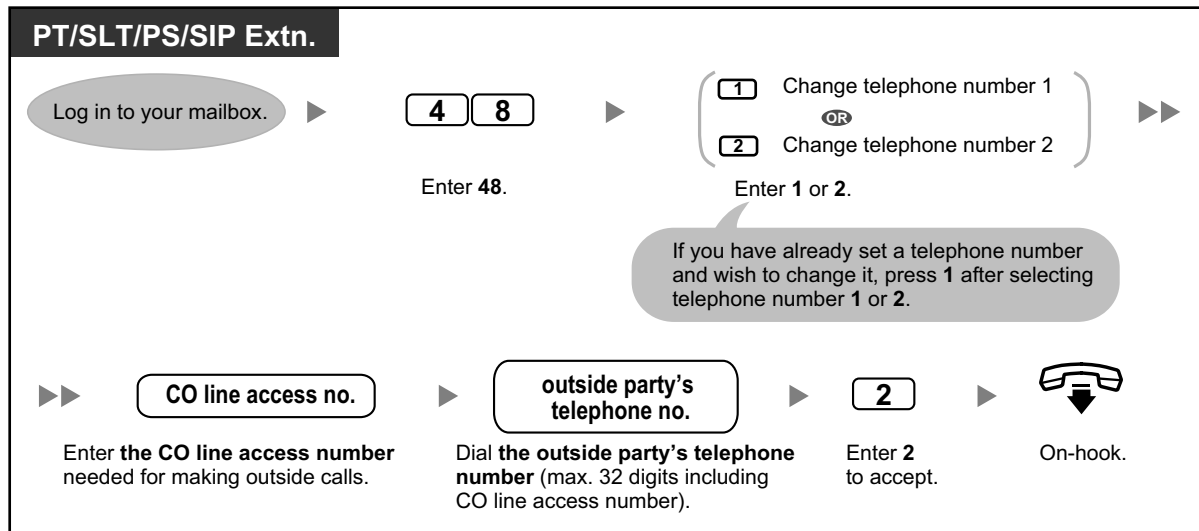 PT/SLT/PS/SIP Extn.
Log in to your mailbox.
4 8
Enter 48.
1 Change telephone number 1
OR
2 Change telephone number 2
Enter 1 or 2.
If you have already set a telephone number
and wish to change it, press 1 after selecting
telephone number 1 or 2.
CO line access no.
Enter the CO line access number
needed for making outside calls.
outside party's
telephone no.
Dial the outside party's telephone
number (max. 32 digits including
CO line access number).
2
Enter 2
to accept.
On-hook.